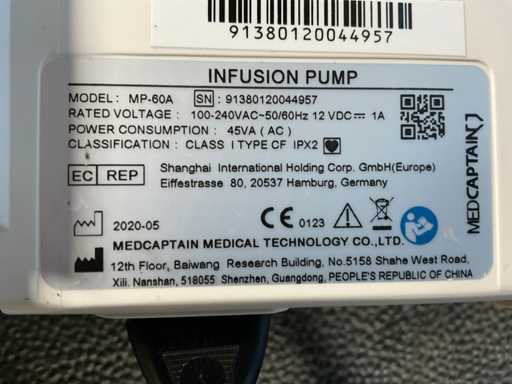 91380120044957
INFUSION PUMP
MODEL: MP-60A SN: 91380120044957
RATED VOLTAGE: 100-240VAC~50/60Hz 12 VDC⎓ 1A
POWER CONSUMPTION: 45VA (AC)
CLASSIFICATION: CLASS I TYPE CF IPX2
EC REP Shanghai International Holding Corp. GmbH(Europe)
Eiffestrasse 80, 20537 Hamburg, Germany
2020-05 CE 0123
MEDCAPTAIN MEDICAL TECHNOLOGY CO.,LTD.
12th Floor, Baiwang Research Building, No.5158 Shahe West Road,
Xili, Nanshan, 518055 Shenzhen, Guangdong, PEOPLE'S REPUBLIC OF CHINA
MEDCAPTAIN